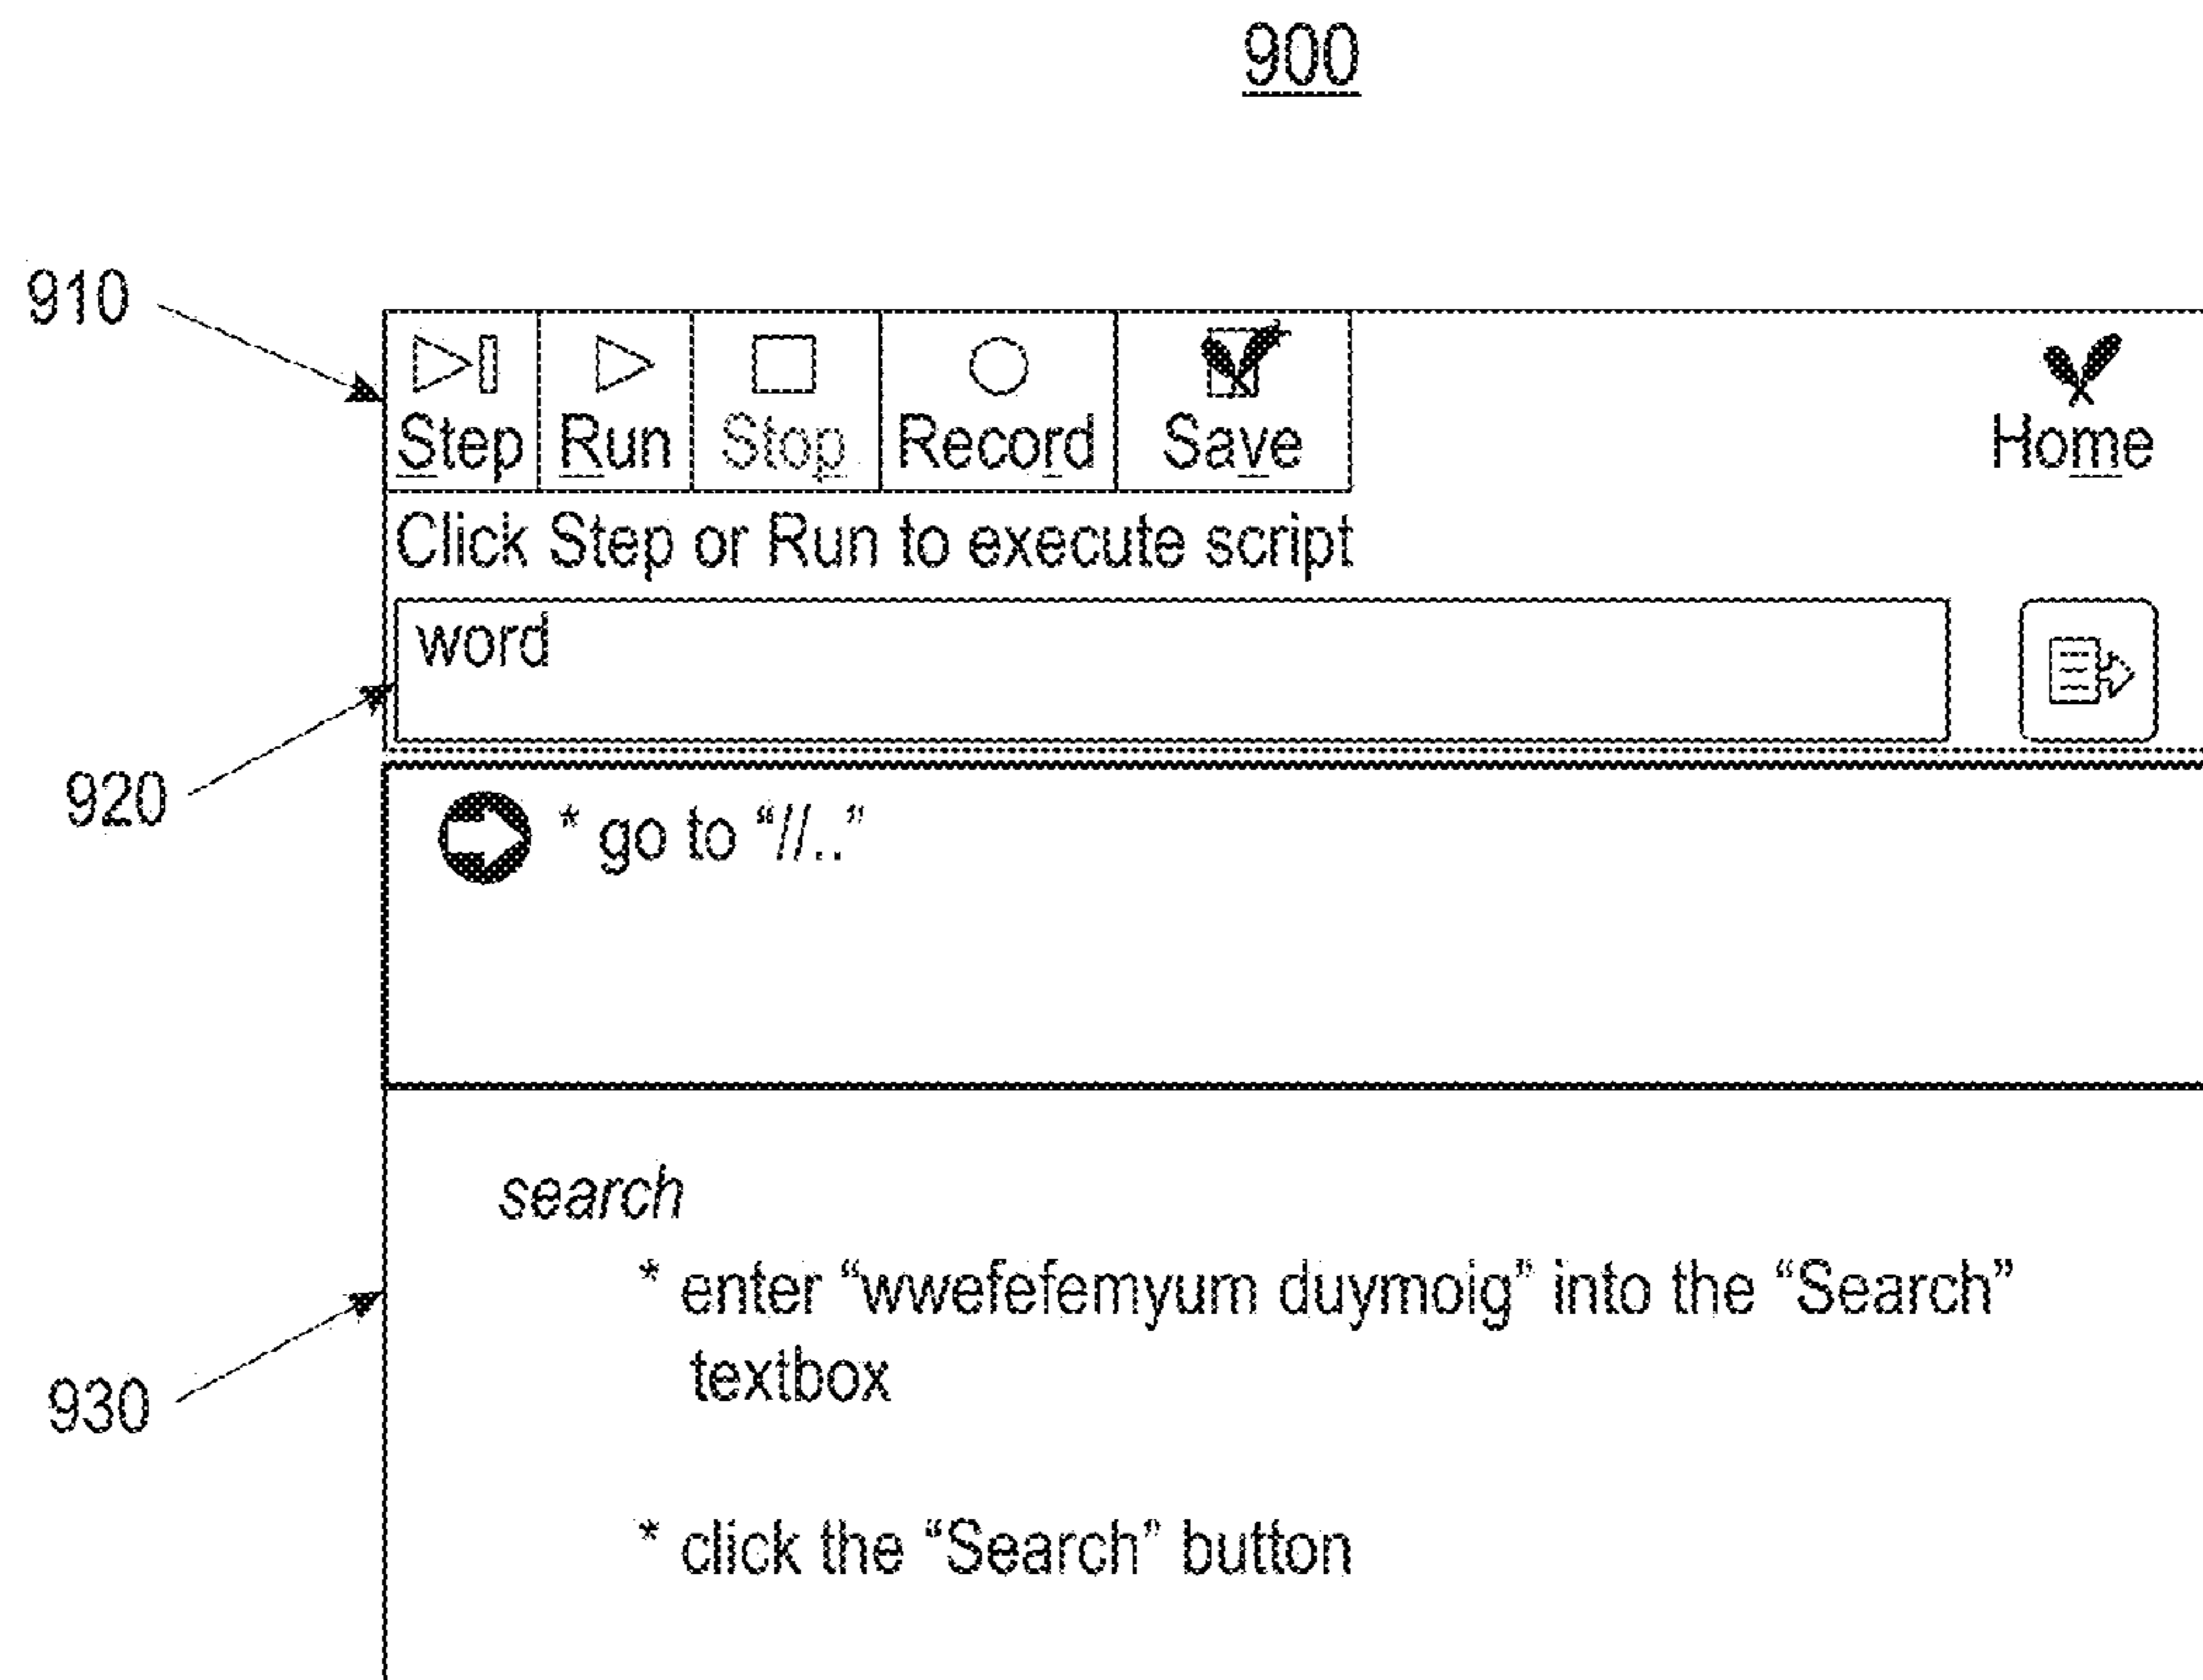 900
910
Step Run Stop Record Save Home
Click Step or Run to execute script
word
920
* go to “//..”
search
* enter “wwefefemyum duymoig” into the “Search”
textbox
930
* click the “Search” button